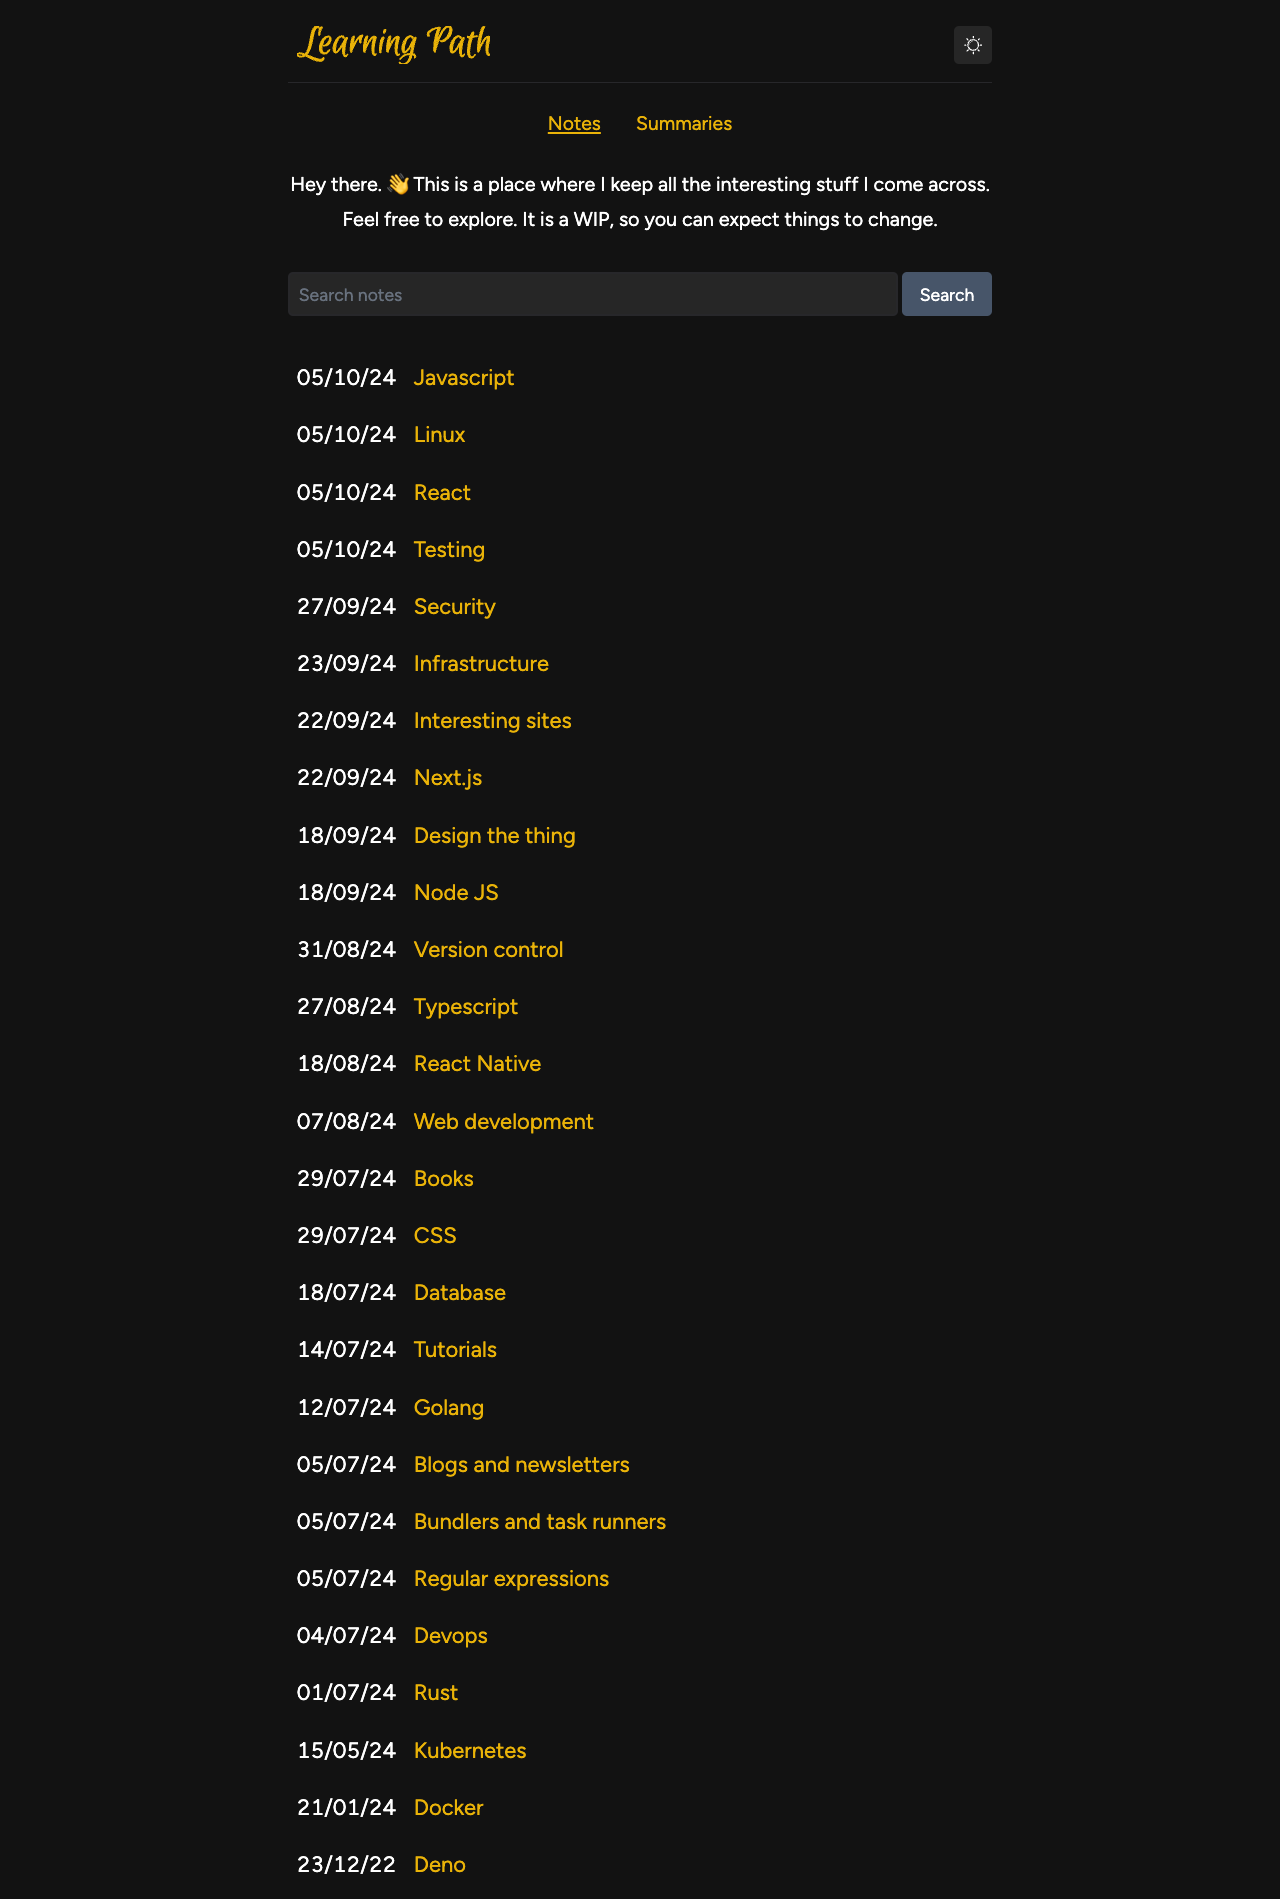 Learning Path
Notes Summaries
Hey there. 👋 This is a place where I keep all the interesting stuff I come across.
Feel free to explore. It is a WIP, so you can expect things to change.
Search notes Search
05/10/24 Javascript
05/10/24 Linux
05/10/24 React
05/10/24 Testing
27/09/24 Security
23/09/24 Infrastructure
22/09/24 Interesting sites
22/09/24 Next.js
18/09/24 Design the thing
18/09/24 Node JS
31/08/24 Version control
27/08/24 Typescript
18/08/24 React Native
07/08/24 Web development
29/07/24 Books
29/07/24 CSS
18/07/24 Database
14/07/24 Tutorials
12/07/24 Golang
05/07/24 Blogs and newsletters
05/07/24 Bundlers and task runners
05/07/24 Regular expressions
04/07/24 Devops
01/07/24 Rust
15/05/24 Kubernetes
21/01/24 Docker
23/12/22 Deno